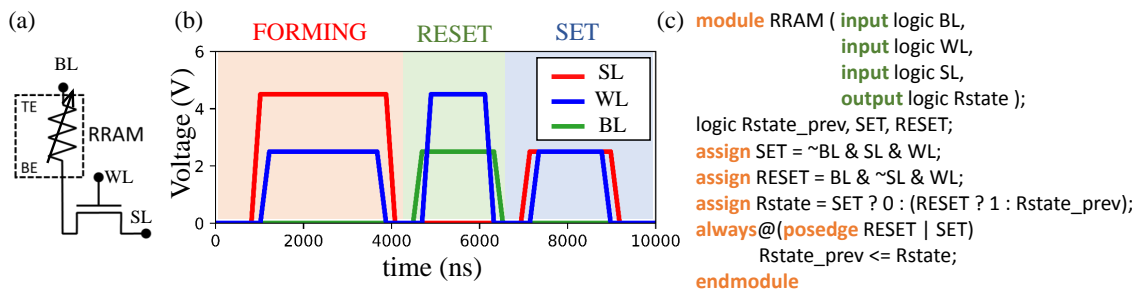 (a)
BL
TE
RRAM
BE
WL
SL
(b)
FORMING
RESET
SET
Voltage (V)
6
4
2
0
SL
WL
BL
0
2000
4000
6000
8000
10000
time (ns)
(c)
module RRAM ( input logic BL,
input logic WL,
input logic SL,
output logic Rstate );
logic Rstate_prev, SET, RESET;
assign SET = ~BL & SL & WL;
assign RESET = BL & ~SL & WL;
assign Rstate = SET ? 0 : (RESET ? 1 : Rstate_prev);
always@(posedge RESET | SET)
Rstate_prev <= Rstate;
endmodule